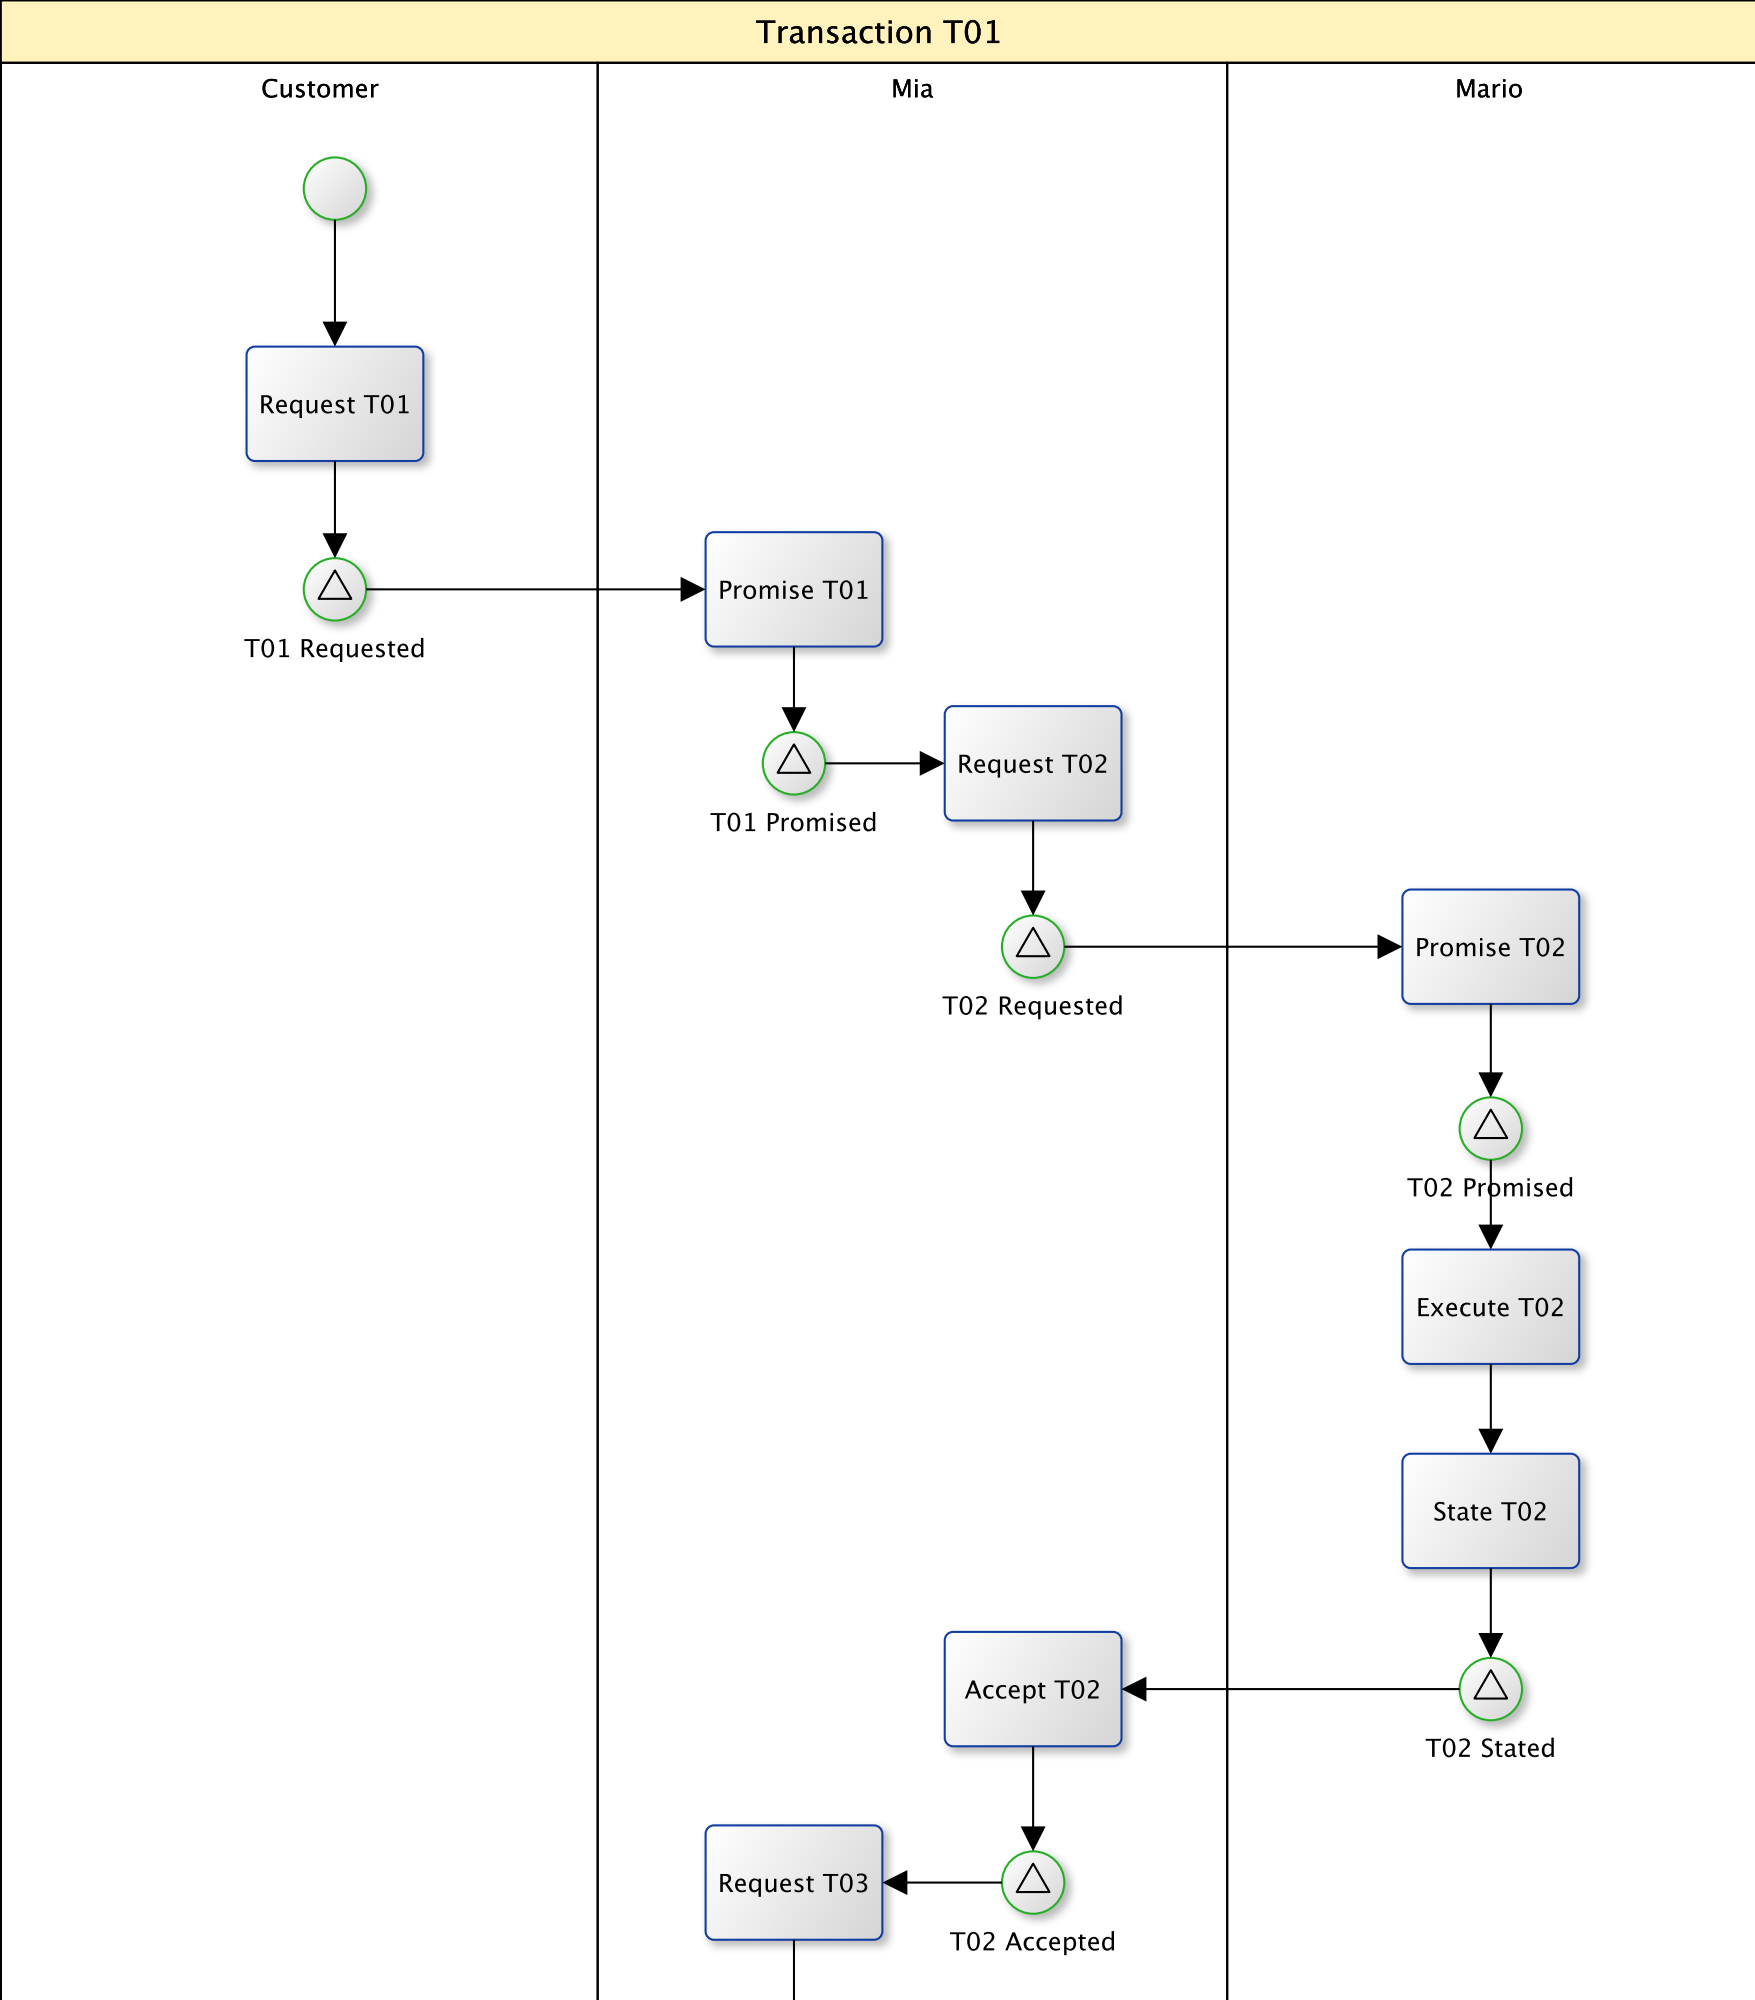 Transaction T01
Customer
Mia
Mario
Request T01
T01 Requested
Promise T01
T01 Promised
Request T02
T02 Requested
Promise T02
T02 Promised
Execute T02
State T02
T02 Stated
Accept T02
T02 Accepted
Request T03